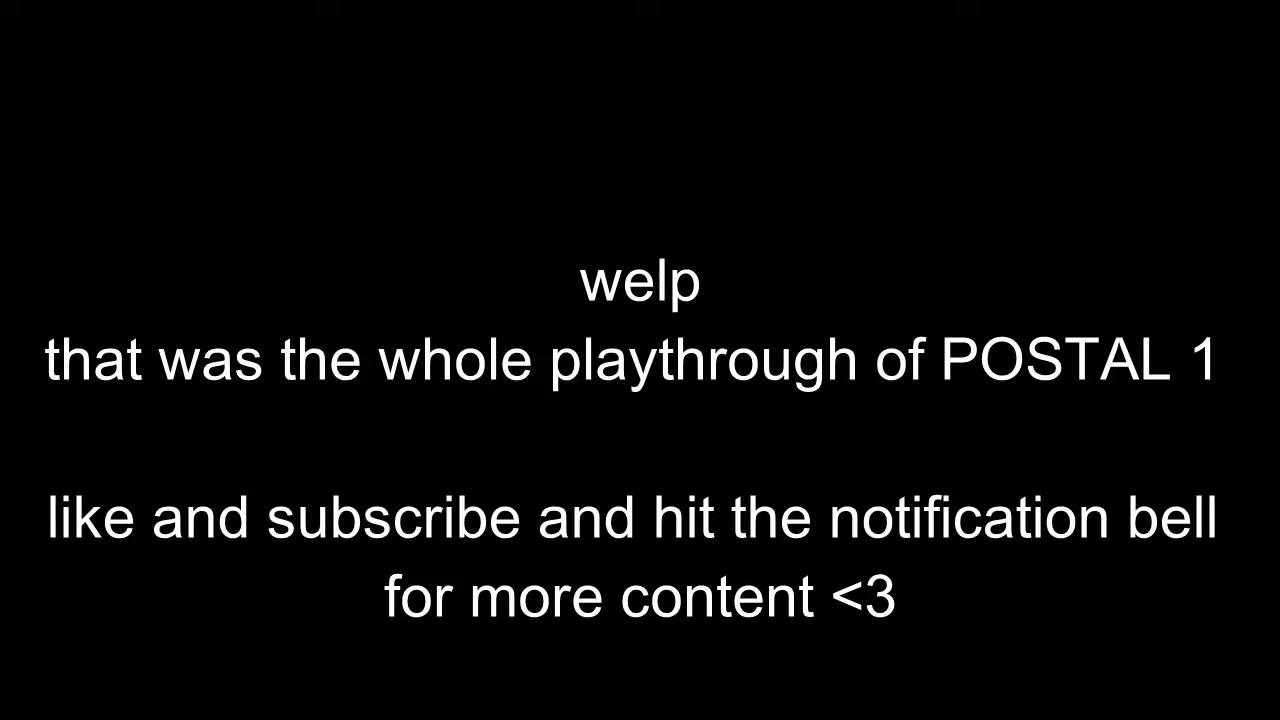 welp
that was the whole playthrough of POSTAL 1
like and subscribe and hit the notification bell
for more content <3